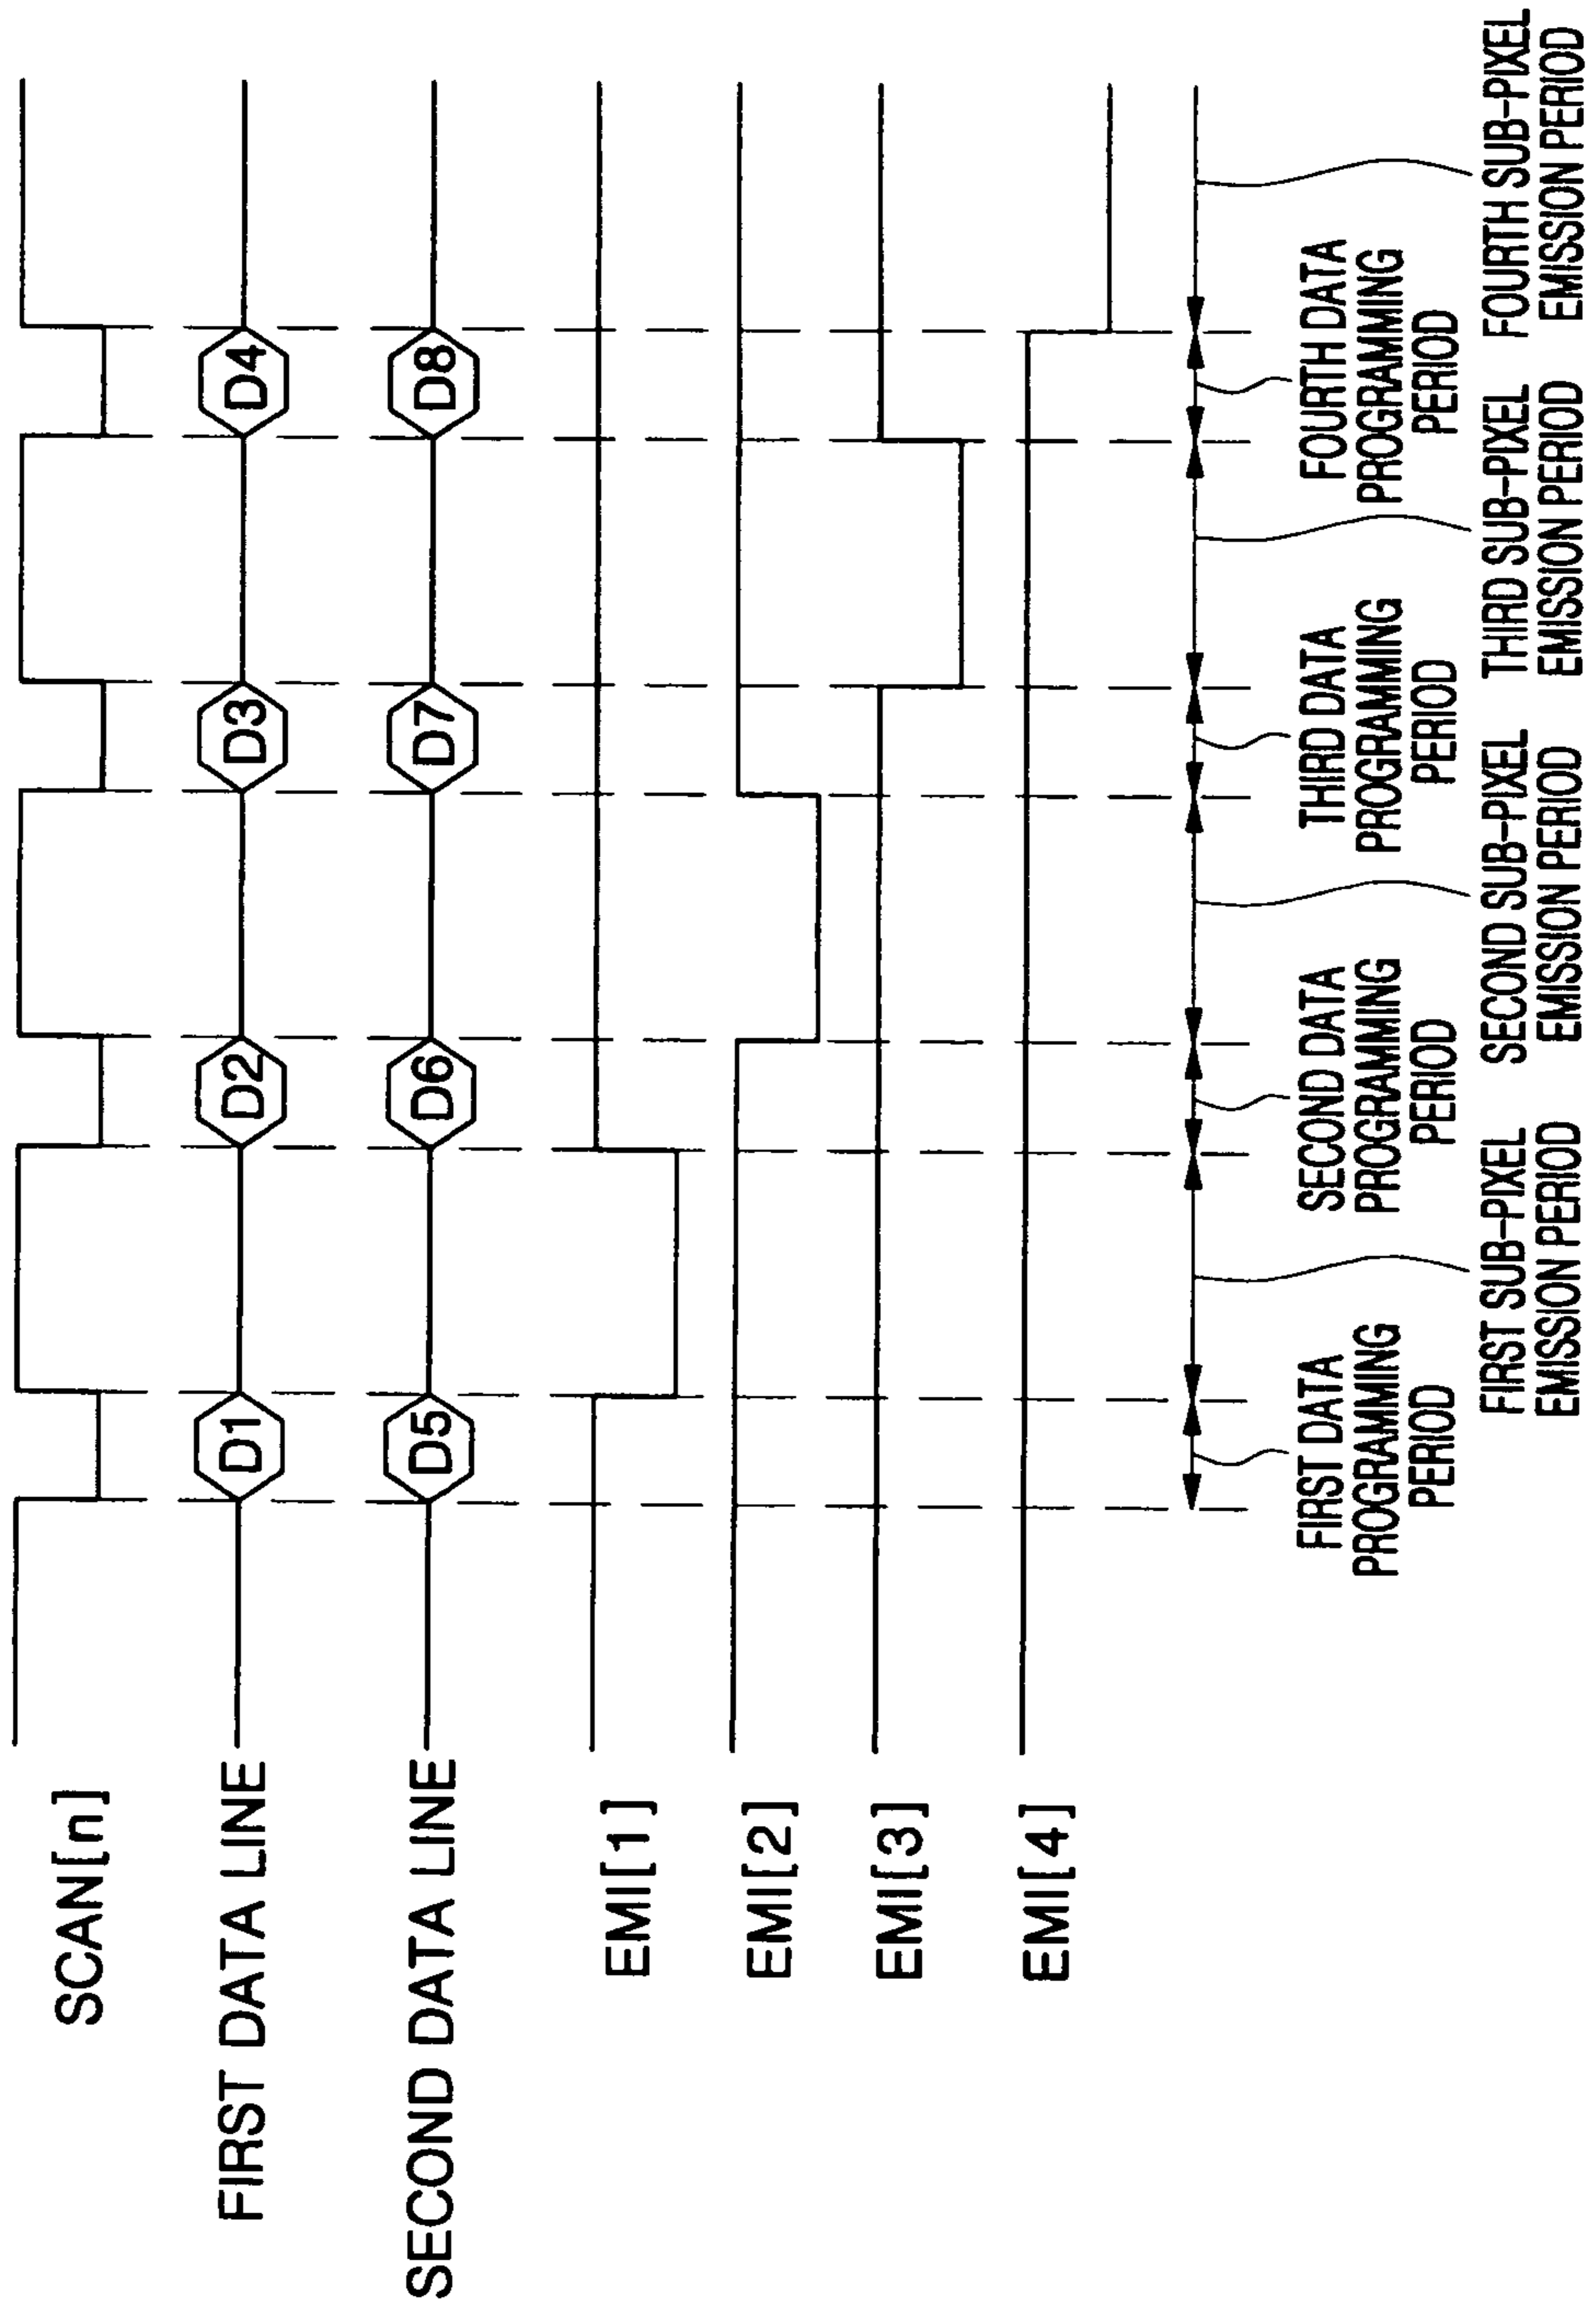 SCAN[n]
FIRST DATA LINE
D1
D2
D3
D4
SECOND DATA LINE
D5
D6
D7
D8
EMI[1]
EMI[2]
EMI[3]
EMI[4]
FIRST DATA
PROGRAMMING
PERIOD
SECOND DATA
PROGRAMMING
PERIOD
THIRD DATA
PROGRAMMING
PERIOD
FOURTH DATA
PROGRAMMING
PERIOD
FIRST SUB-PIXEL
EMISSION PERIOD
SECOND SUB-PIXEL
EMISSION PERIOD
THIRD SUB-PIXEL
EMISSION PERIOD
FOURTH SUB-PIXEL
EMISSION PERIOD